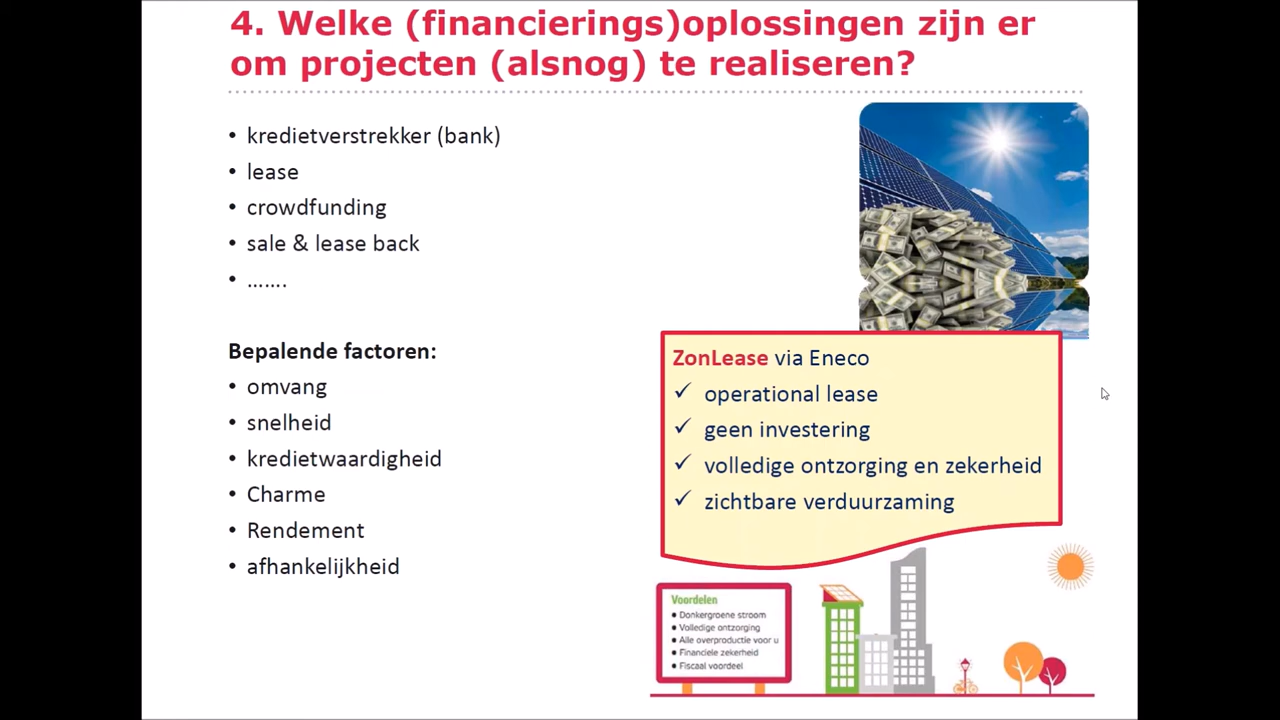 4. Welke (financierings)oplossingen zijn er
om projecten (alsnog) te realiseren?
• kredietverstrekker (bank)
• lease
• crowdfunding
• sale & lease back
• .......
Bepalende factoren:
• omvang
• snelheid
• kredietwaardigheid
• Charme
• Rendement
• afhankelijkheid
ZonLease via Eneco
✓ operational lease
✓ geen investering
✓ volledige ontzorging en zekerheid
✓ zichtbare verduurzaming
Voordelen
• Donkergroene stroom
• Volledige ontzorging
• Alle overproductie voor u
• Financiele zekerheid
• Fiscaal voordeel